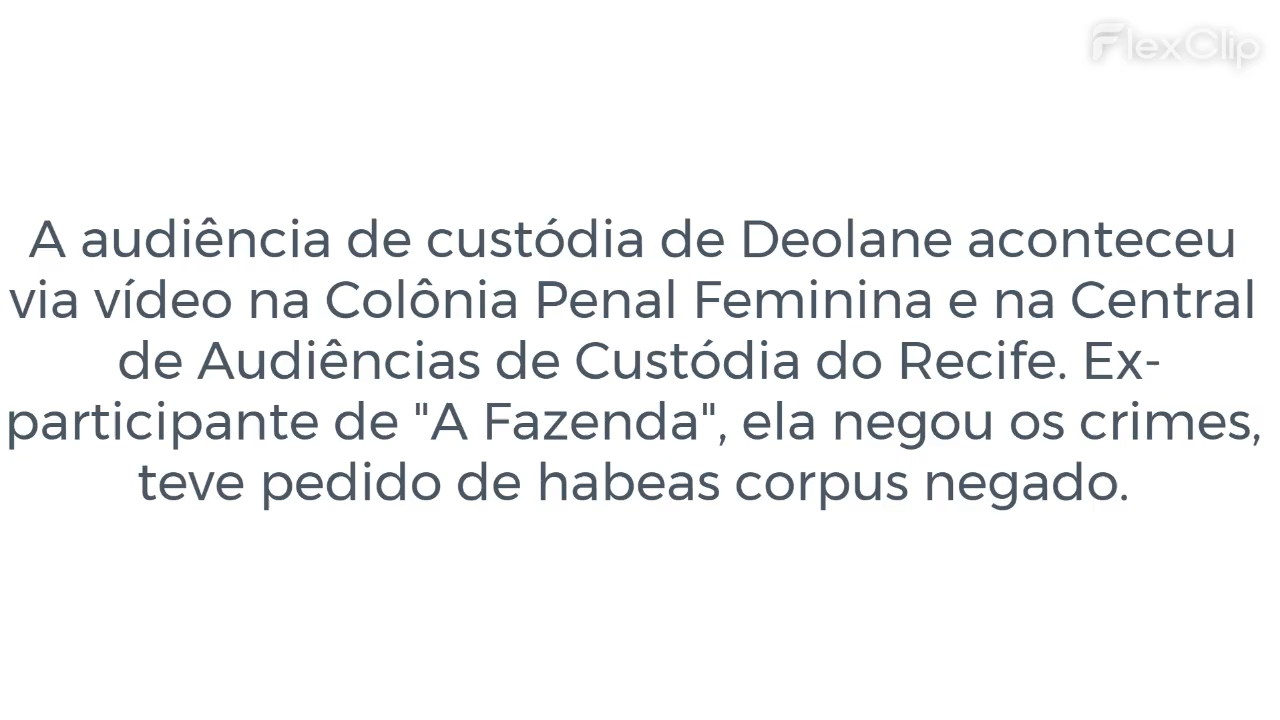 FlexClip
A audiência de custódia de Deolane aconteceu
via vídeo na Colônia Penal Feminina e na Central
de Audiências de Custódia do Recife. Ex-
participante de "A Fazenda", ela negou os crimes,
teve pedido de habeas corpus negado.